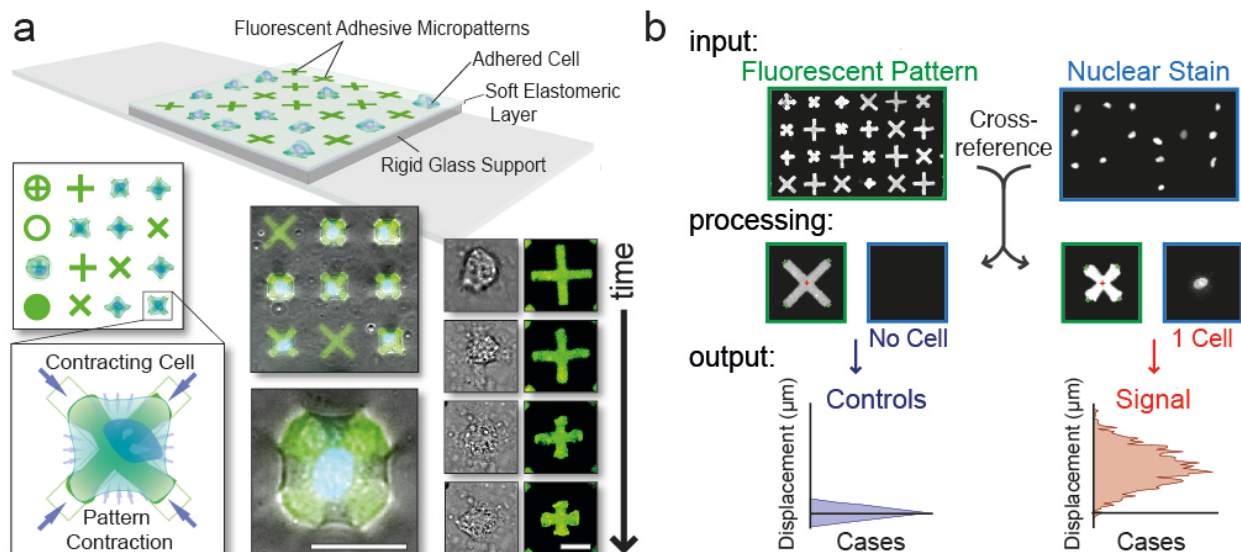 a
Fluorescent Adhesive Micropatterns
Adhered Cell
Soft Elastomeric
Layer
Rigid Glass Support
Contracting Cell
Pattern
Contraction
time
b
input:
Fluorescent Pattern
Nuclear Stain
Cross-
reference
processing:
No Cell
1 Cell
output:
Controls
Signal
Displacement (µm)
Cases
Displacement (µm)
Cases